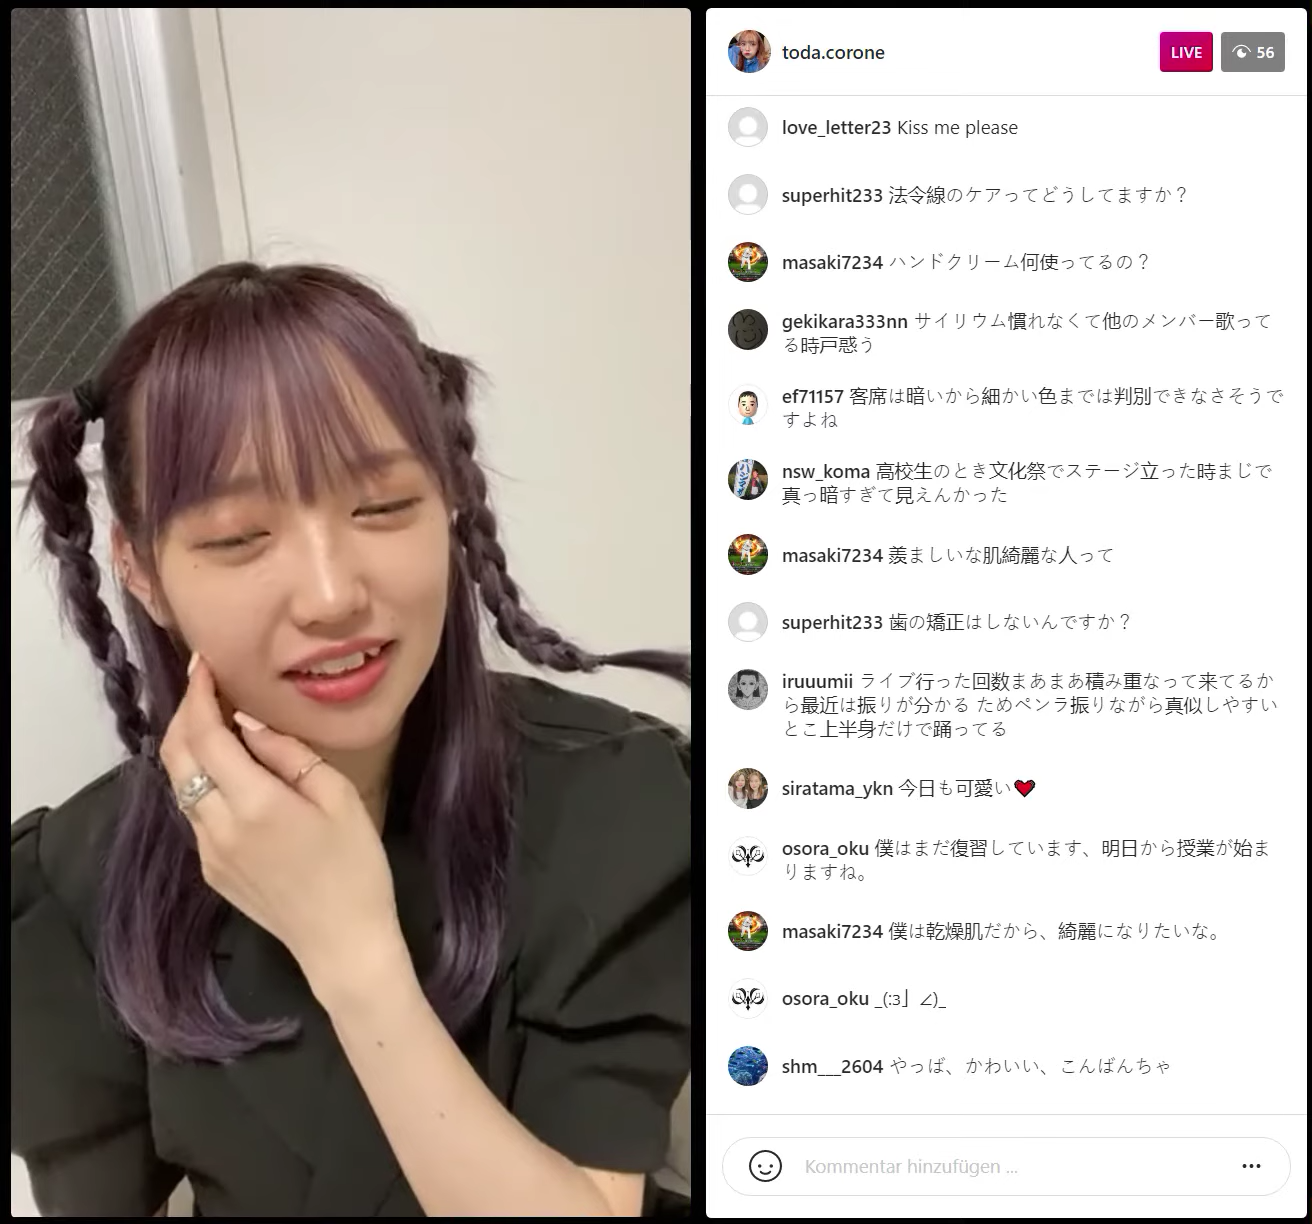 toda.corone
LIVE
56
love_letter23 Kiss me please
superhit233 法令線のケアってどうしてますか？
masaki7234 ハンドクリーム何使ってるの？
gekikara333nn サイリウム慣れなくて他のメンバー歌って
る時戸惑う
ef71157 客席は暗いから細かい色までは判別できなさそうで
すよね
nsw_koma 高校生のとき文化祭でステージ立った時まじで
真っ暗すぎて見えんかった
masaki7234 羨ましいな肌綺麗な人って
superhit233 歯の矯正はしないんですか？
iruuumii ライブ行った回数まあまあ積み重なって来てるか
ら最近は振りが分かる ためペンラ振りながら真似しやすい
とこ上半身だけで踊ってる
siratama_ykn 今日も可愛い❤
osora_oku 僕はまだ復習しています、明日から授業が始ま
りますね。
masaki7234 僕は乾燥肌だから、綺麗になりたいな。
osora_oku _(:3」∠)_
shm___2604 やっば、かわいい、こんばんちゃ
Kommentar hinzufügen ...